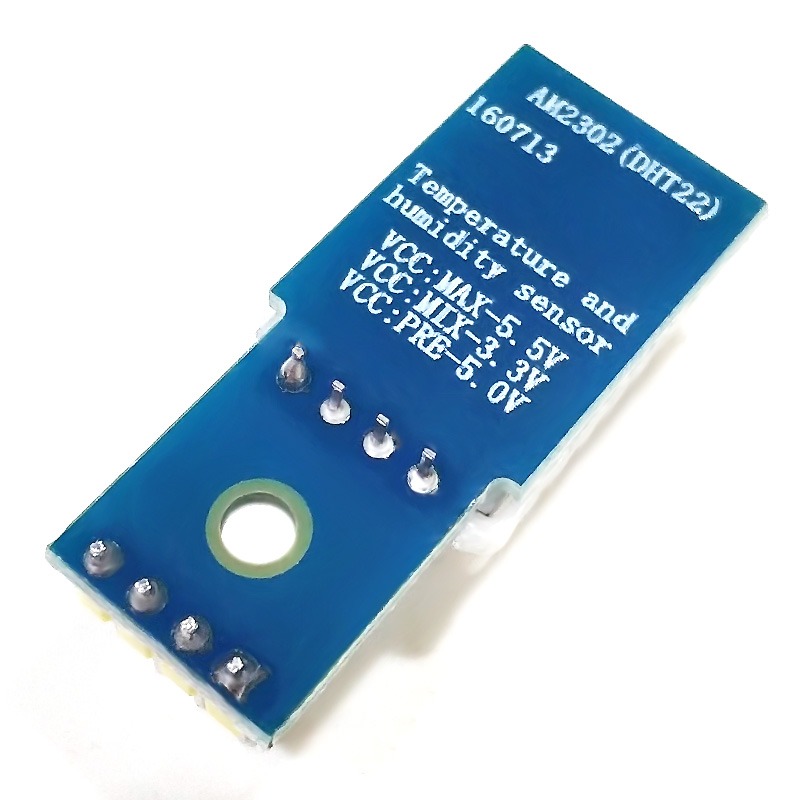 AM2302(DHT22)
160713
Temperature and
humidity sensor
VCC:MAX-5.5V
VCC:MIX-3.3V
VCC:PRE-5.0V